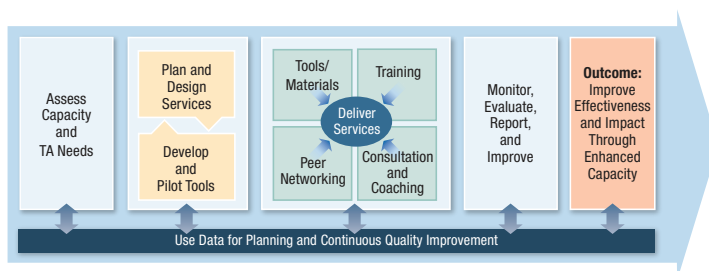 Assess
Capacity
and
TA Needs
Plan and
Design
Services
Develop
and
Pilot Tools
Tools/
Materials
Training
Deliver
Services
Peer
Networking
Consultation
and
Coaching
Monitor,
Evaluate,
Report,
and
Improve
Outcome:
Improve
Effectiveness
and Impact
Through
Enhanced
Capacity
Use Data for Planning and Continuous Quality Improvement